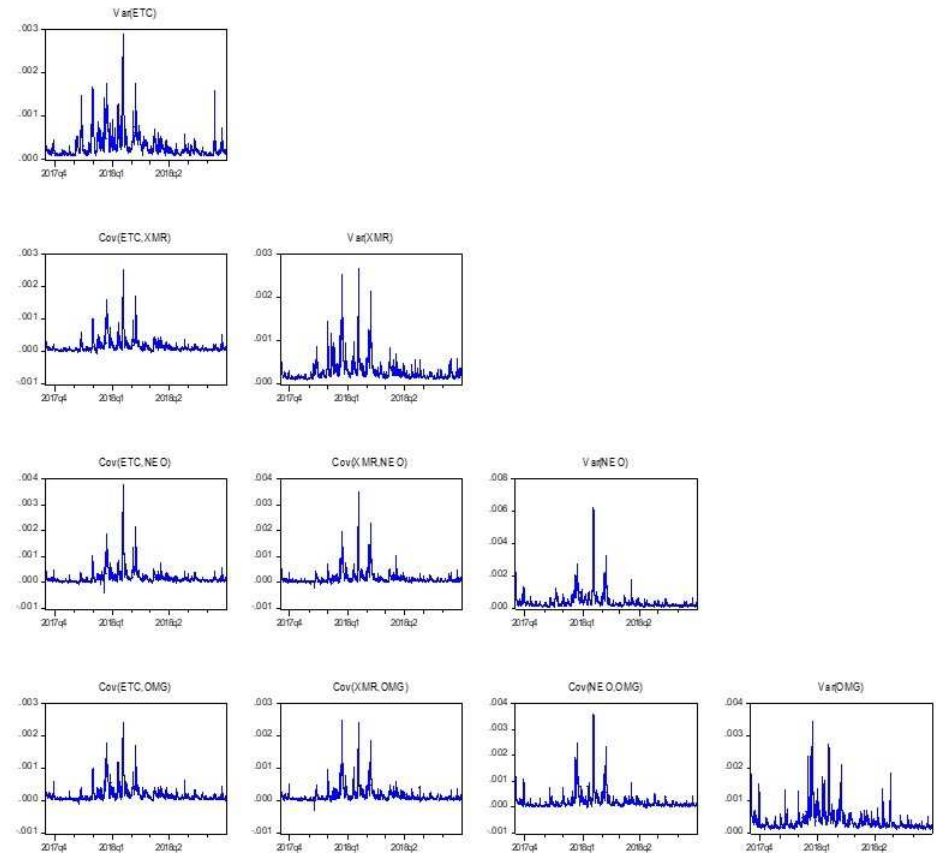 Var(ETC)
.003
.002
.001
.000
2017q4 2018q1 2018q2
Cov(ETC,XMR) Var(XMR)
.003 .003
.002
.002
.001
.001
.000
-.001 .000
2017q4 2018q1 2018q2 2017q4 2018q1 2018q2
Cov(ETC,NEO) Cov(XMR,NEO) Var(NEO)
.004 .004 .008
.003 .003
.006
.002 .002
.004
.001 .001
.002
.000 .000
-.001 -.001 .000
2017q4 2018q1 2018q2 2017q4 2018q1 2018q2 2017q4 2018q1 2018q2
Cov(ETC,OMG) Cov(XMR,OMG) Cov(NEO,OMG) Var(OMG)
.003 .003 .004 .004
.003
.002 .002 .003
.002
.001 .001 .002
.001
.000 .000 .001
.000
-.001 -.001 -.001 .000
2017q4 2018q1 2018q2 2017q4 2018q1 2018q2 2017q4 2018q1 2018q2 2017q4 2018q1 2018q2